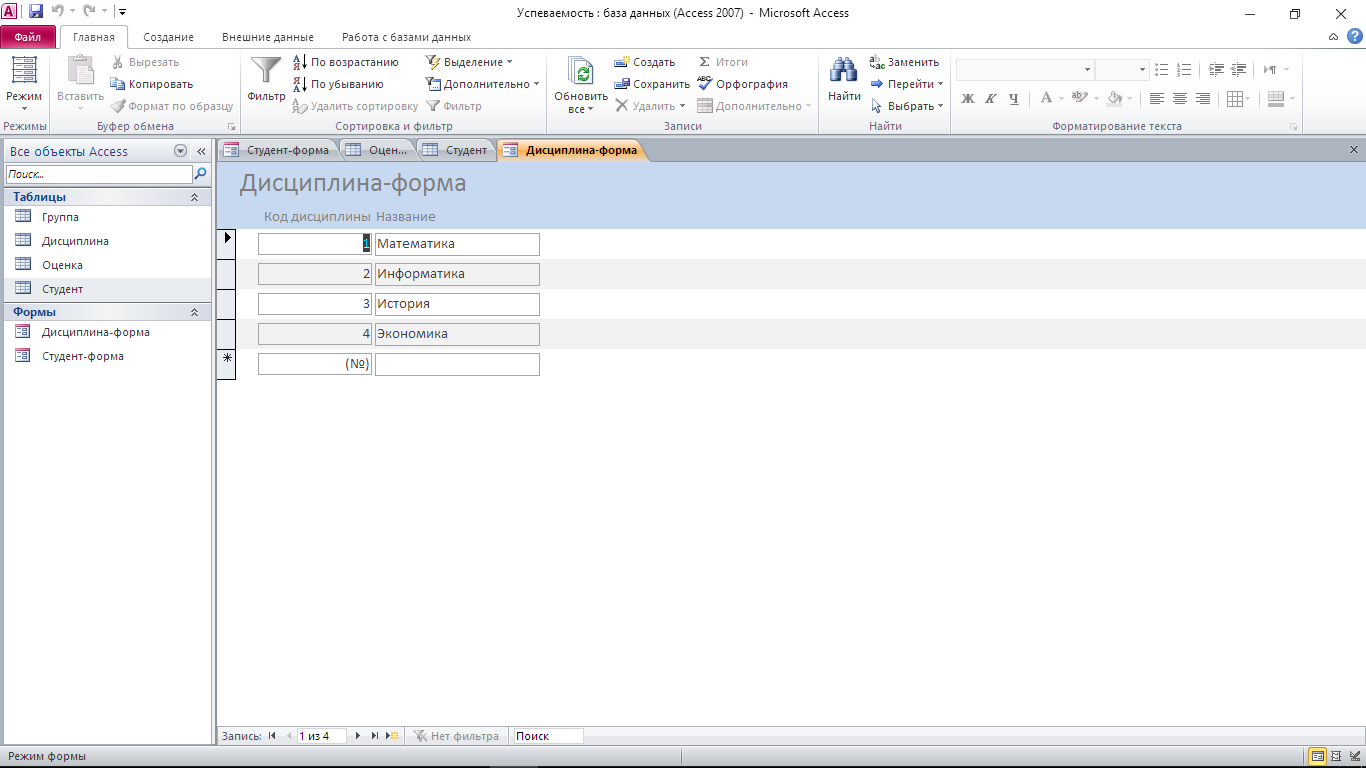 Успеваемость : база данных (Access 2007) - Microsoft Access
Файл Главная Создание Внешние данные Работа с базами данных
Режим
Режимы
Вставить
Вырезать
Копировать
Формат по образцу
Буфер обмена
Фильтр
По возрастанию
По убыванию
Удалить сортировку
Выделение
Дополнительно
Фильтр
Сортировка и фильтр
Обновить
все
Создать
Сохранить
Удалить
Итоги
Орфография
Дополнительно
Записи
Найти
Заменить
Перейти
Выбрать
Найти
Ж К Ч А
Форматирование текста
Все объекты Access
Поиск...
Таблицы
Группа
Дисциплина
Оценка
Студент
Формы
Дисциплина-форма
Студент-форма
Студент-форма Оцен... Студент Дисциплина-форма
Дисциплина-форма
Код дисциплины Название
1 Математика
2 Информатика
3 История
4 Экономика
(№)
Запись: 1 из 4 Нет фильтра Поиск
Режим формы